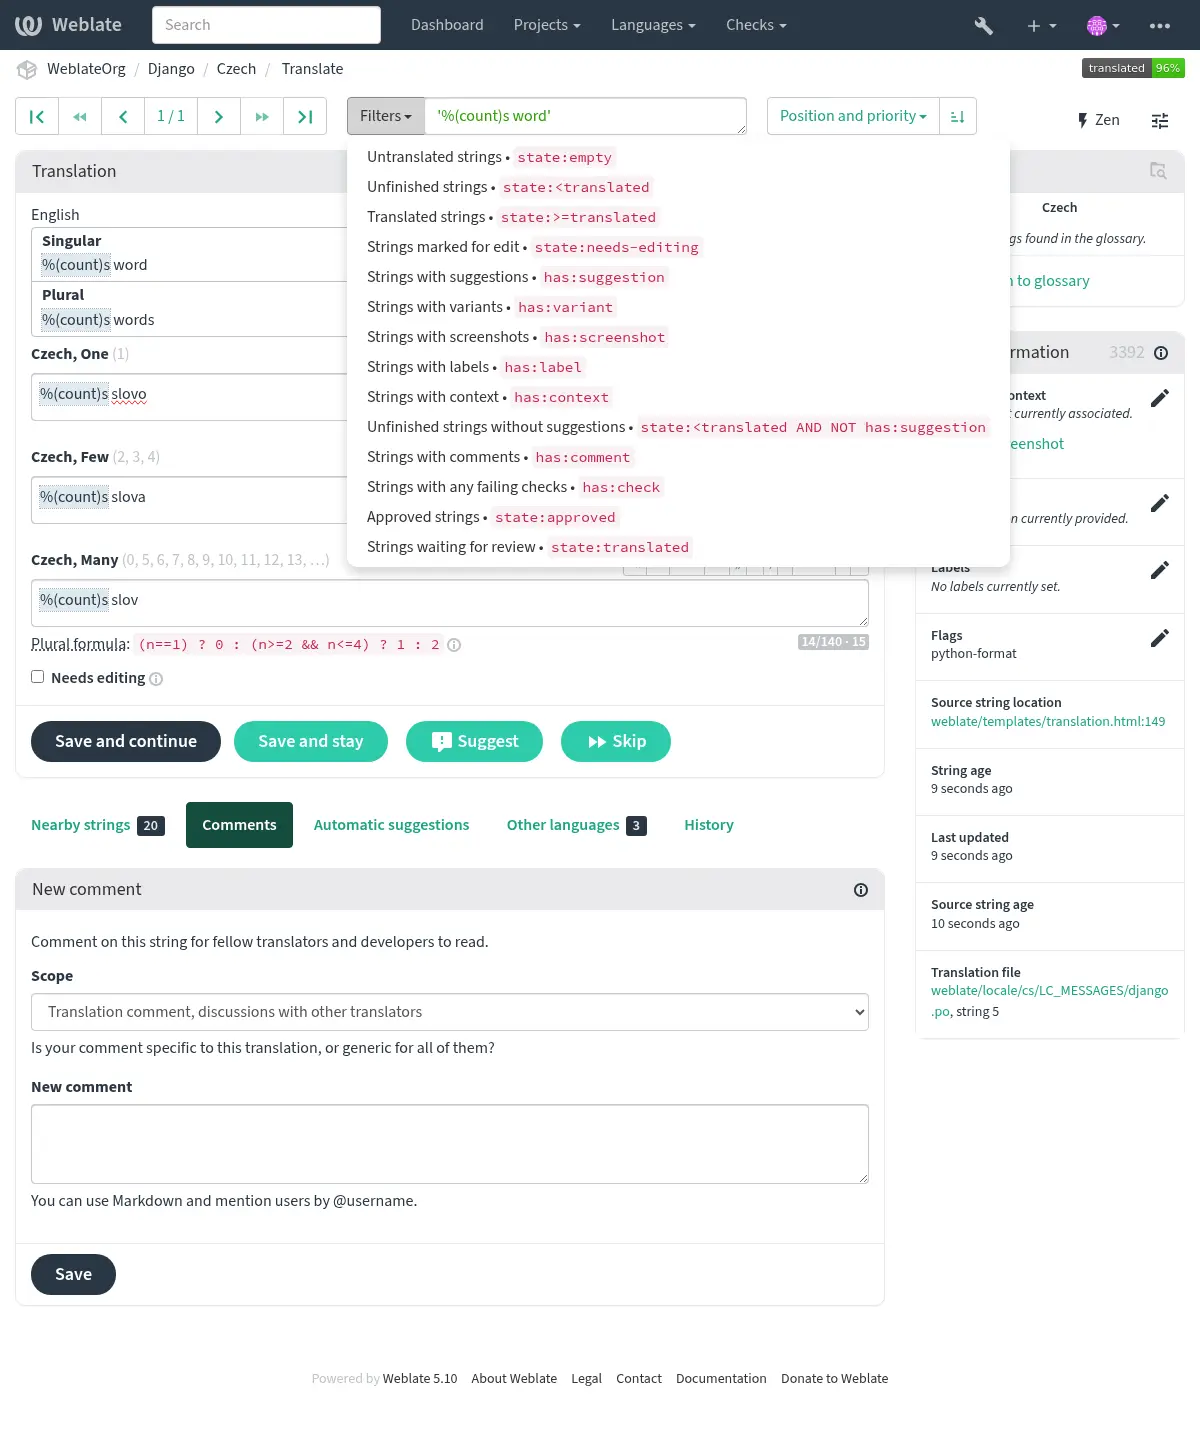 Weblate
Search
Dashboard
Projects
Languages
Checks
WeblateOrg / Django / Czech / Translate
translated 96%
1 / 1
Filters
'%(count)s word'
Position and priority
Zen
Untranslated strings • state:empty
Unfinished strings • state:<translated
Translated strings • state:>=translated
Strings marked for edit • state:needs-editing
Strings with suggestions • has:suggestion
Strings with variants • has:variant
Strings with screenshots • has:screenshot
Strings with labels • has:label
Strings with context • has:context
Unfinished strings without suggestions • state:<translated AND NOT has:suggestion
Strings with comments • has:comment
Strings with any failing checks • has:check
Approved strings • state:approved
Strings waiting for review • state:translated
Translation
English
Singular
%(count)s word
Plural
%(count)s words
Czech, One (1)
%(count)s slovo
Czech, Few (2, 3, 4)
%(count)s slova
Czech, Many (0, 5, 6, 7, 8, 9, 10, 11, 12, 13, …)
%(count)s slov
Plural formula: (n==1) ? 0 : (n>=2 && n<=4) ? 1 : 2
14/140 • 15
Needs editing
Save and continue
Save and stay
Suggest
Skip
Nearby strings 20
Comments
Automatic suggestions
Other languages 3
History
New comment
Comment on this string for fellow translators and developers to read.
Scope
Translation comment, discussions with other translators
Is your comment specific to this translation, or generic for all of them?
New comment
You can use Markdown and mention users by @username.
Save
Czech
gs found in the glossary.
to glossary
rmation 3392
ontext
currently associated.
eenshot
n currently provided.
Labels
No labels currently set.
Flags
python-format
Source string location
weblate/templates/translation.html:149
String age
9 seconds ago
Last updated
9 seconds ago
Source string age
10 seconds ago
Translation file
weblate/locale/cs/LC_MESSAGES/django
.po, string 5
Powered by Weblate 5.10
About Weblate
Legal
Contact
Documentation
Donate to Weblate